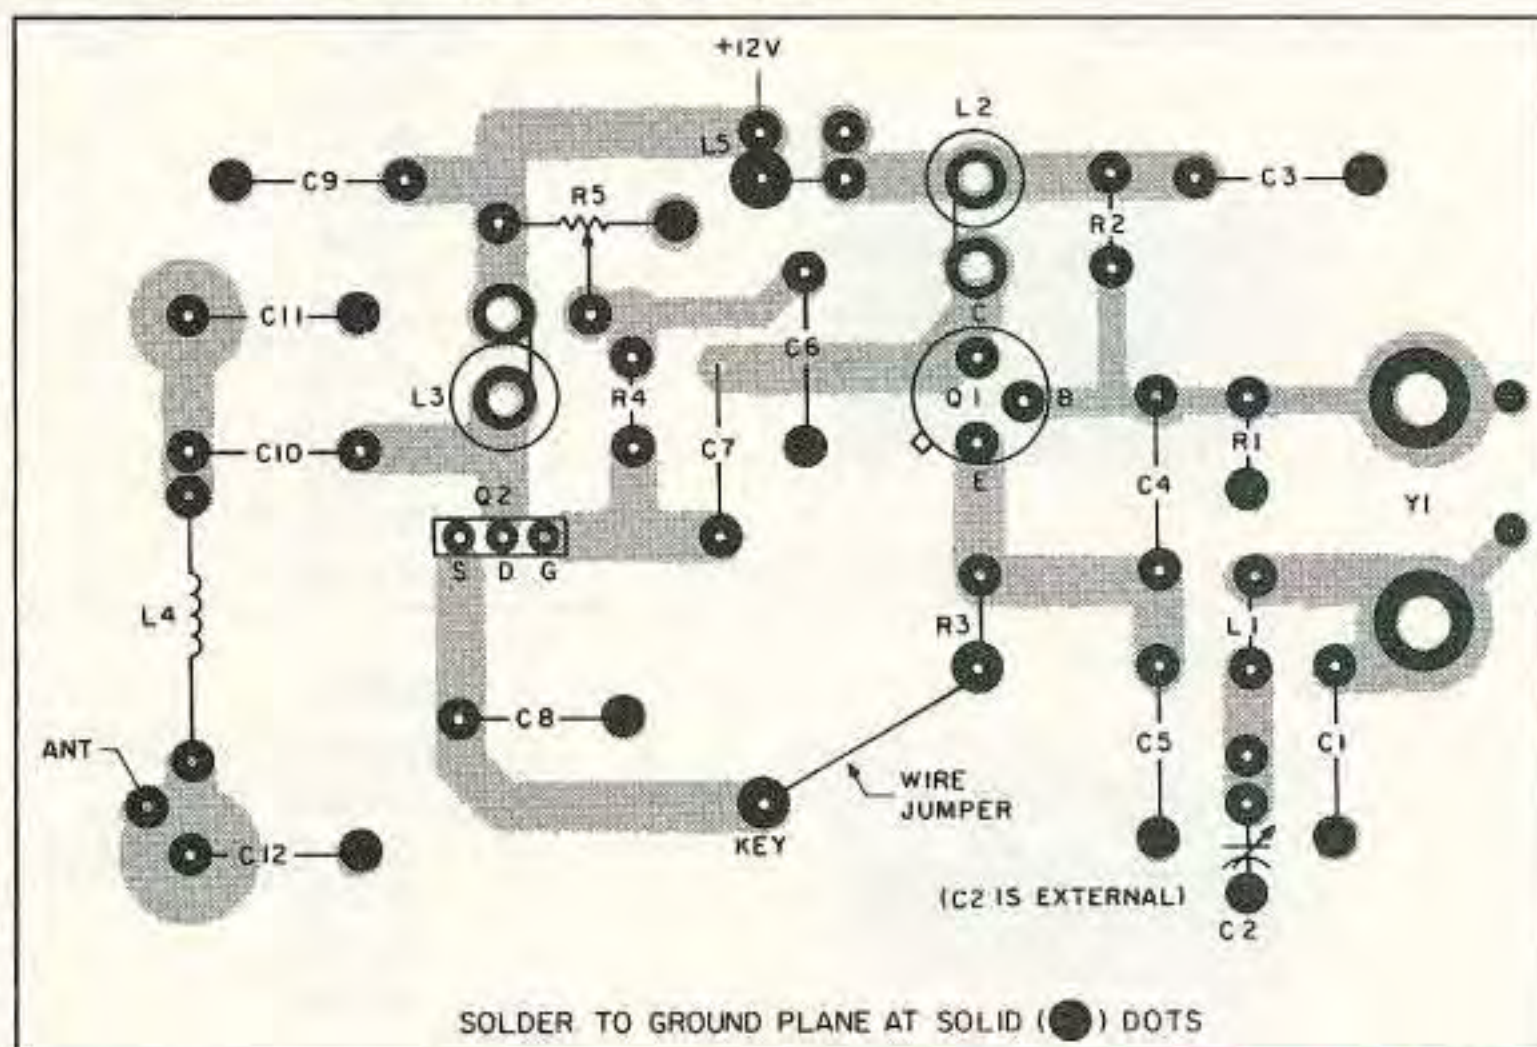 +12V
L2
L5
C9
R5
C3
R2
C11
C
C6
L3
R4
Q1
B
C10
C7
R1
Q2
E
C4
Y1
S D G
L4
R3
L1
C8
ANT
C5
C1
WIRE
JUMPER
KEY
C12
(C2 IS EXTERNAL)
C2
SOLDER TO GROUND PLANE AT SOLID ( ) DOTS